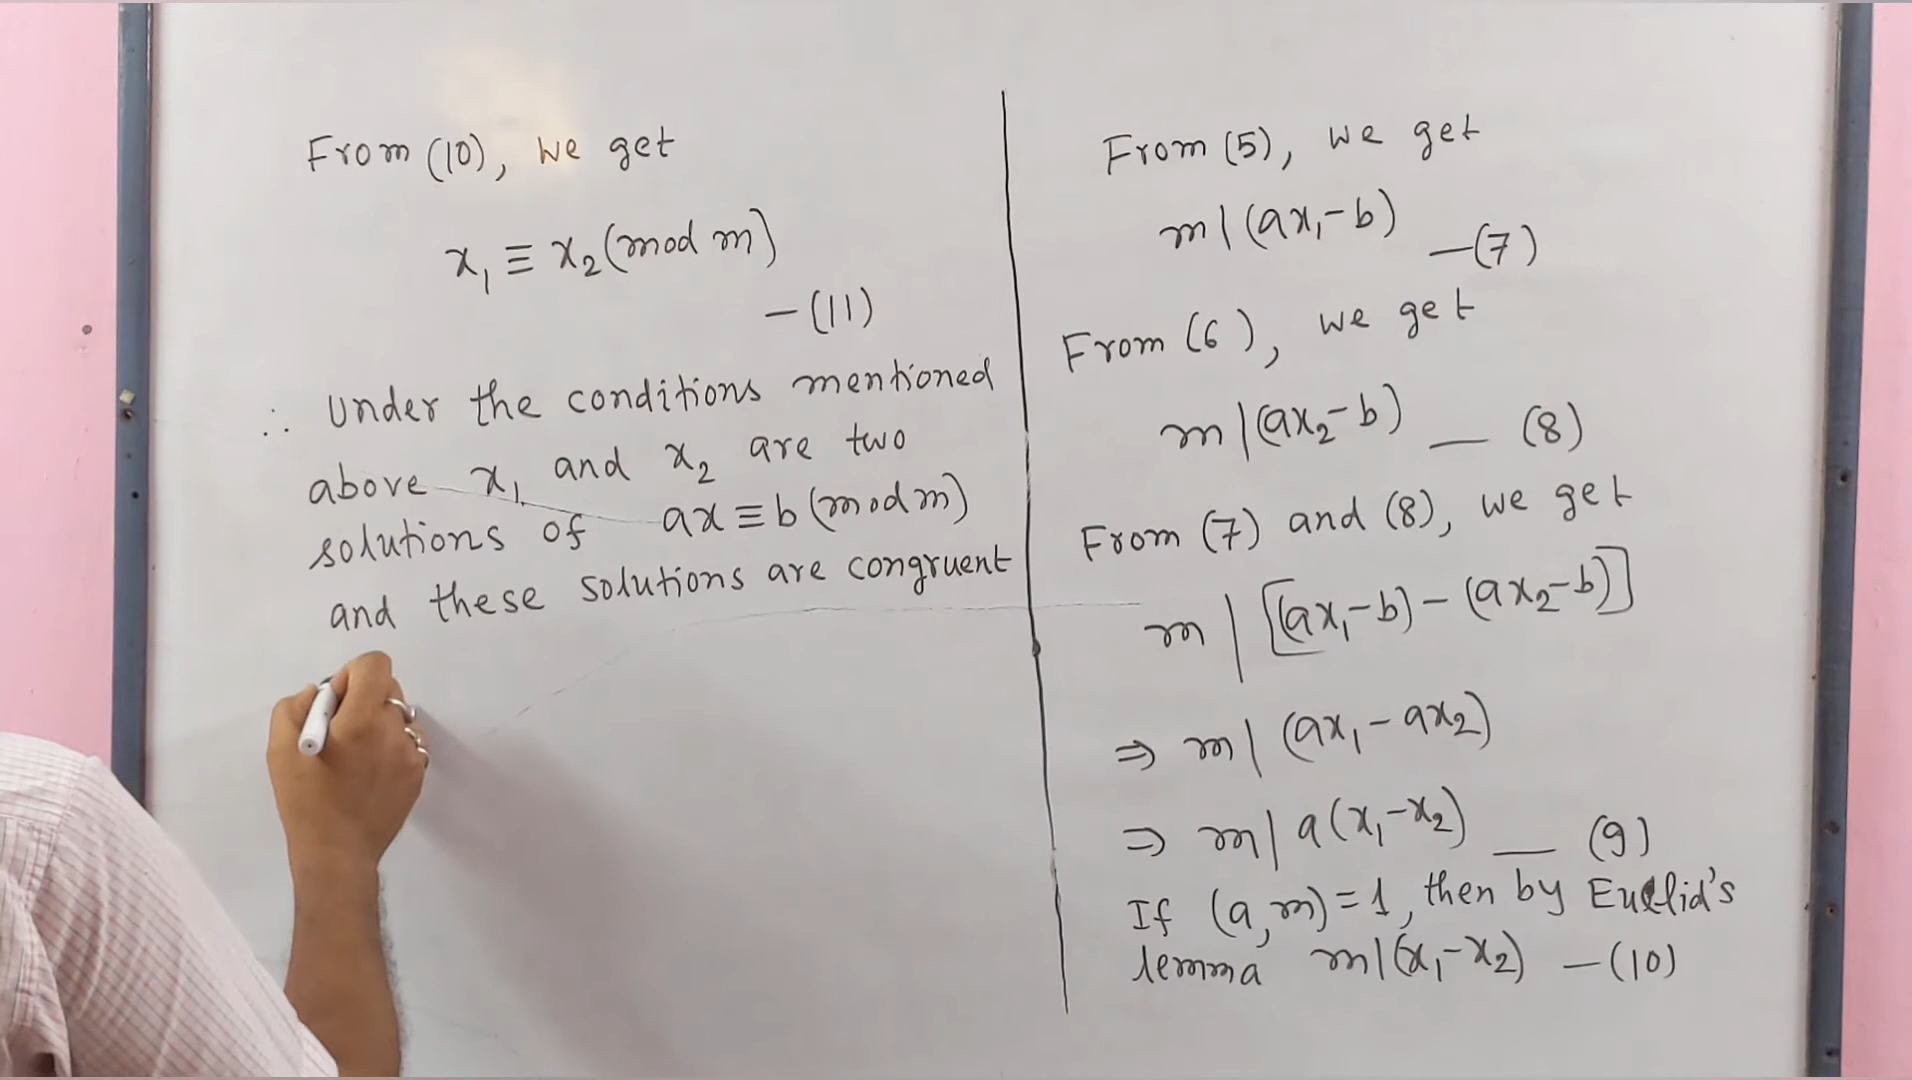 From (10), we get
x₁ ≡ x₂ (mod m)
— (11)
∴ Under the conditions mentioned
above x₁ and x₂ are two
solutions of ax ≡ b (mod m)
and these solutions are congruent
From (5), we get
m | (ax₁ - b) — (7)
From (6), we get
m | (ax₂ - b) — (8)
From (7) and (8), we get
m | [(ax₁ - b) - (ax₂ - b)]
⇒ m | (ax₁ - ax₂)
⇒ m | a(x₁ - x₂) — (9)
If (a, m) = 1, then by Euclid's
lemma m | (x₁ - x₂) — (10)